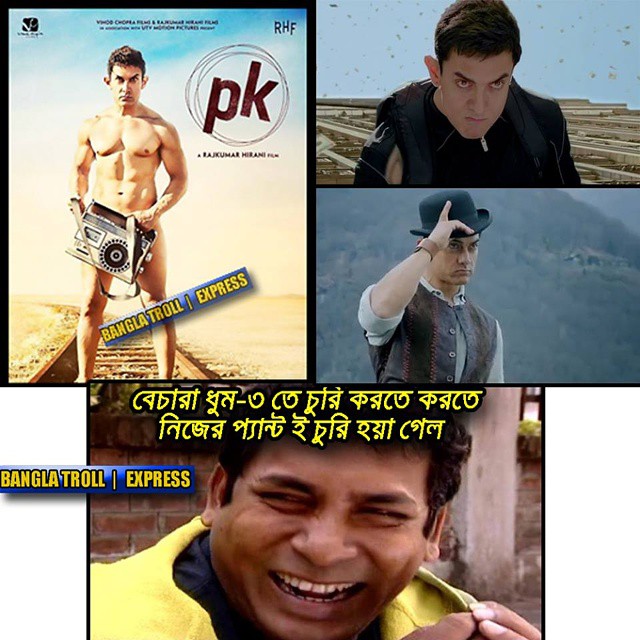 VINOD CHOPRA FILMS & RAJKUMAR HIRANI FILMS
IN ASSOCIATION WITH UTV MOTION PICTURES PRESENT
RHF
pk
A RAJKUMAR HIRANI FILM
BANGLA TROLL | EXPRESS
বেচারা ধুম-৩ তে চুরি করতে করতে
নিজের প্যান্ট ই চুরি হয়া গেল
BANGLA TROLL | EXPRESS